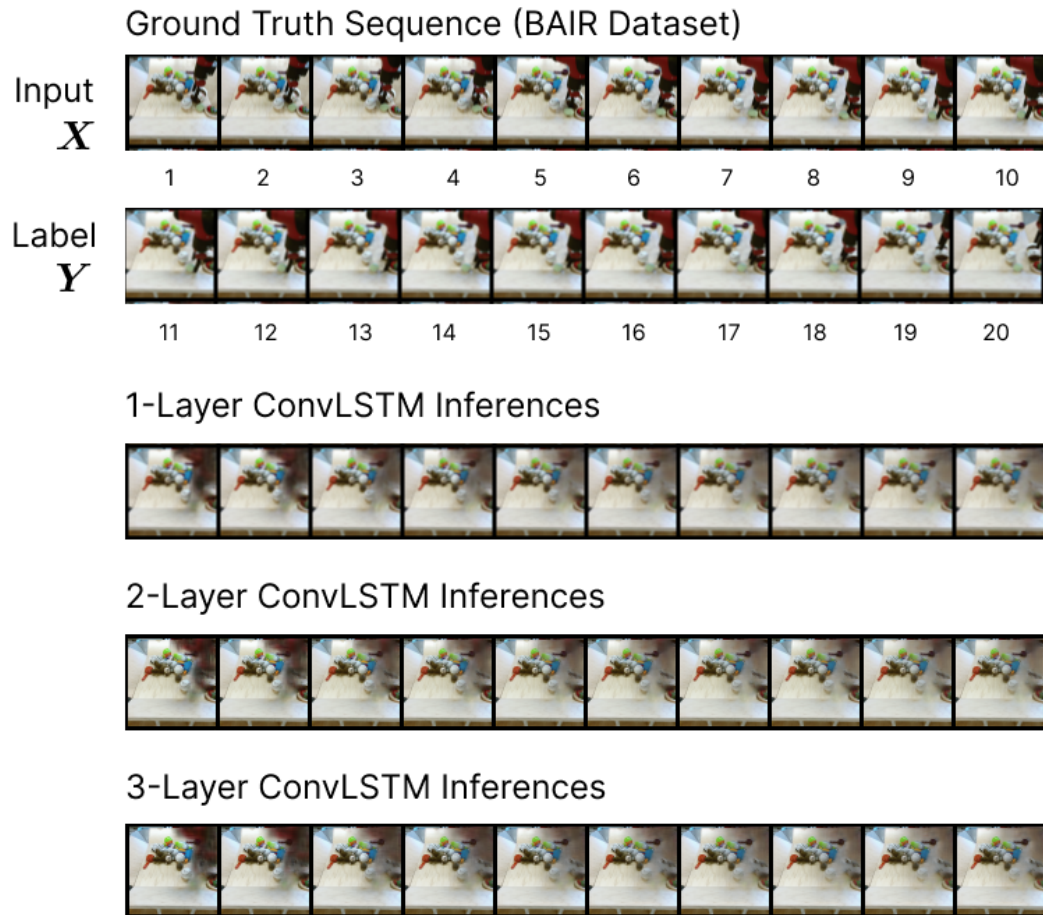 Ground Truth Sequence (BAIR Dataset)
Input
X
1 2 3 4 5 6 7 8 9 10
Label
Y
11 12 13 14 15 16 17 18 19 20
1-Layer ConvLSTM Inferences
2-Layer ConvLSTM Inferences
3-Layer ConvLSTM Inferences